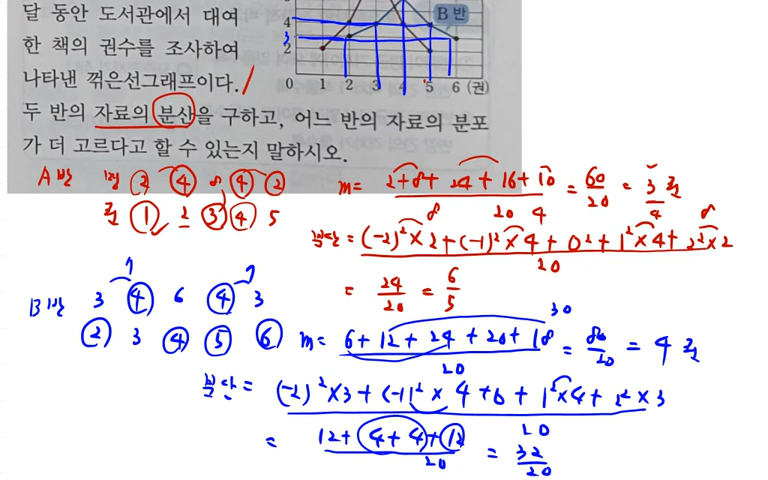 달 동안 도서관에서 대여
한 책의 권수를 조사하여
나타낸 꺾은선그래프이다.
두 반의 자료의 분산을 구하고, 어느 반의 자료의 분포
가 더 고르다고 할 수 있는지 말하시오.
4
3
2
B반
0 1 2 3 4 5 6 (권)
A반 명 2 4 8 4 2
권 1 2 3 4 5
m = 2+8+24+16+10 / 20 = 60/20 = 3권
분산 = (-2)²×2+(-1)²×4+0²+1²×4+2²×2 / 20
= 24/20 = 6/5
B반 3 4 6 4 3
2 3 4 5 6
m = 6+12+24+20+18 / 20 = 80/20 = 4권
30
분산 = (-2)²×3+(-1)²×4+0+1²×4+2²×3 / 20
= 12+4+4+12 / 20 = 32/20